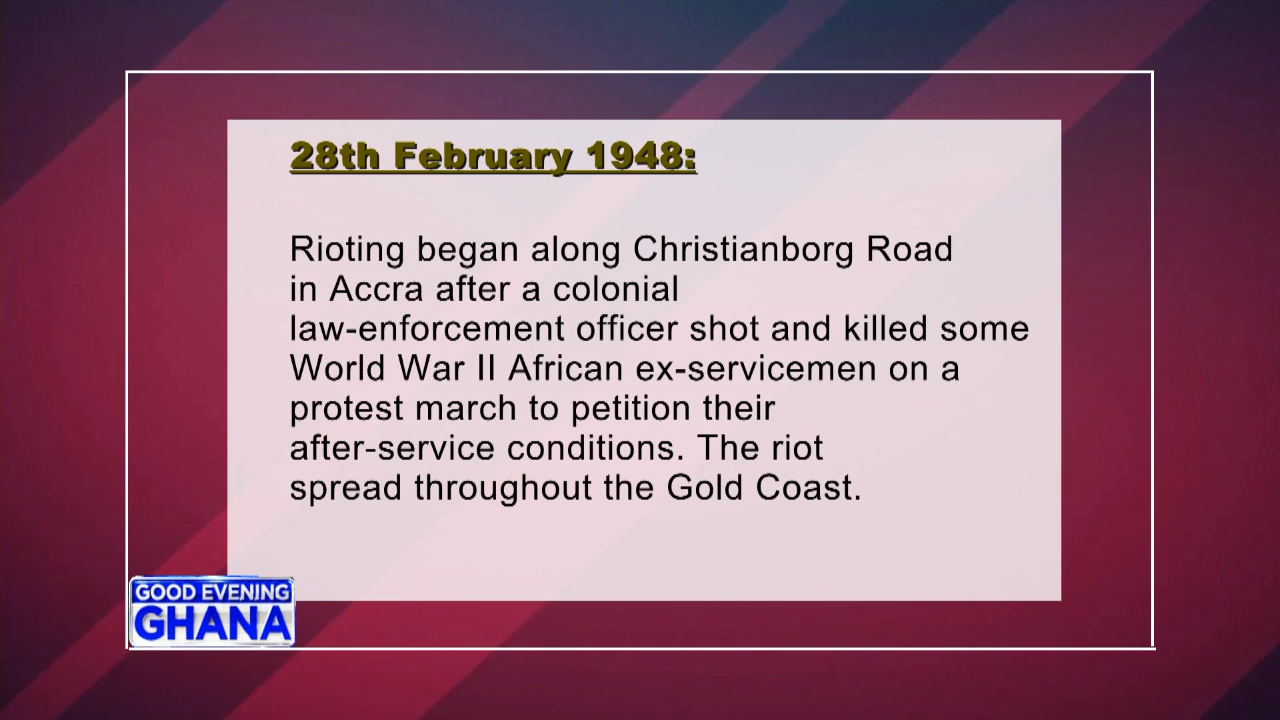 28th February 1948:
Rioting began along Christianborg Road
in Accra after a colonial
law-enforcement officer shot and killed some
World War II African ex-servicemen on a
protest march to petition their
after-service conditions. The riot
spread throughout the Gold Coast.
GOOD EVENING
GHANA